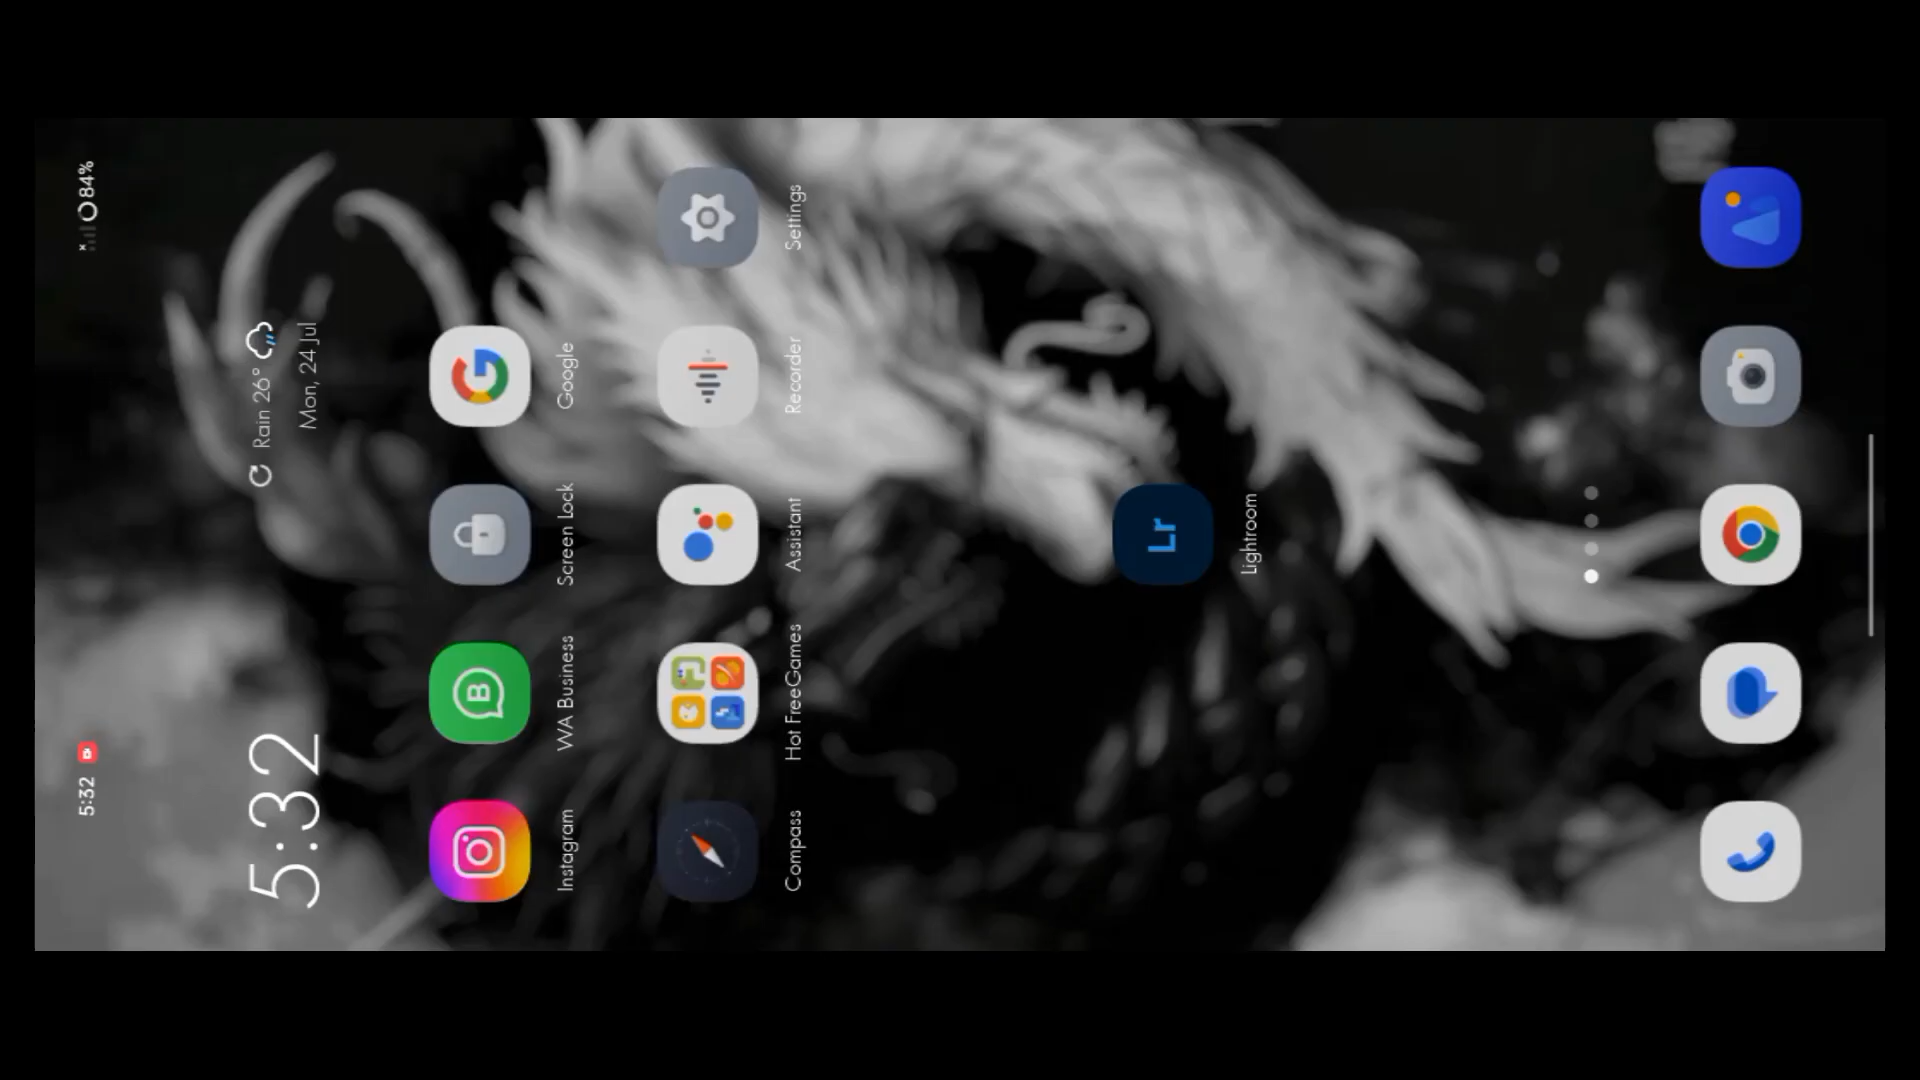 5:32
84%
5:32
Rain 26°
Mon, 24 Jul
Instagram
WA Business
Screen Lock
Google
Compass
Hot FreeGames
Assistant
Recorder
Settings
Lr
Lightroom